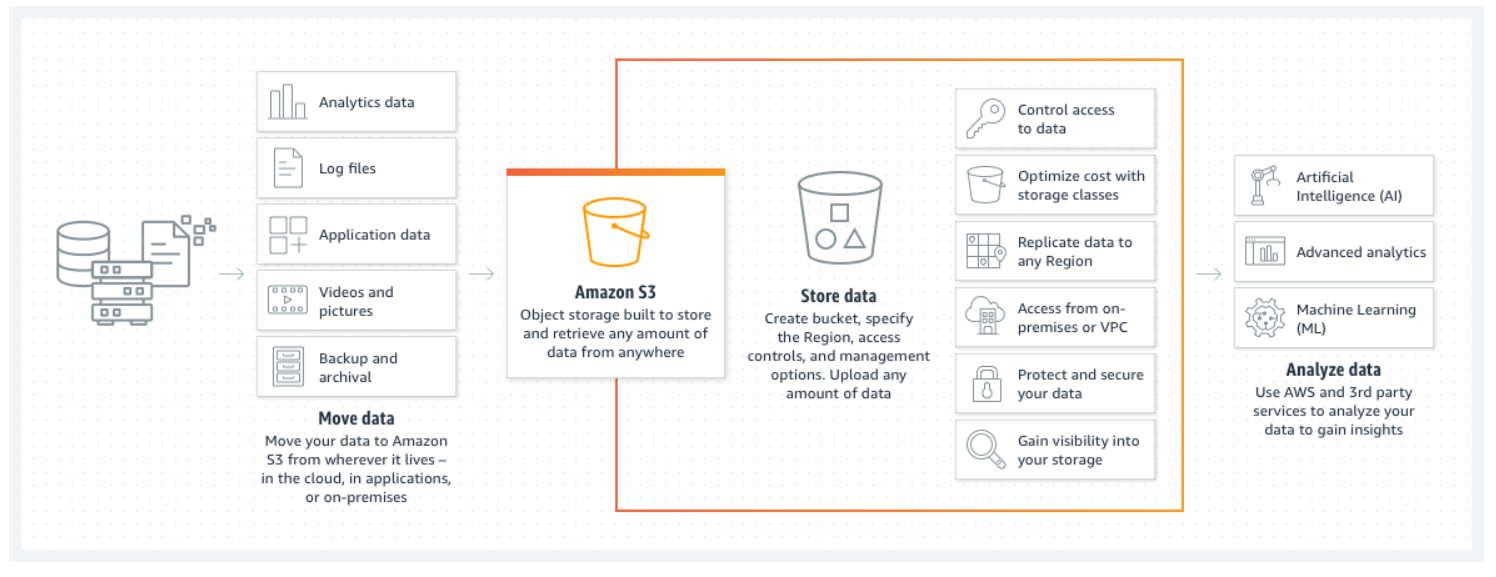 Analytics data
Log files
Application data
Videos and
pictures
Backup and
archival
Move data
Move your data to Amazon
S3 from wherever it lives –
in the cloud, in applications,
or on-premises
Amazon S3
Object storage built to store
and retrieve any amount of
data from anywhere
Store data
Create bucket, specify
the Region, access
controls, and management
options. Upload any
amount of data
Control access
to data
Optimize cost with
storage classes
Replicate data to
any Region
Access from on-
premises or VPC
Protect and secure
your data
Gain visibility into
your storage
Artificial
Intelligence (AI)
Advanced analytics
Machine Learning
(ML)
Analyze data
Use AWS and 3rd party
services to analyze your
data to gain insights